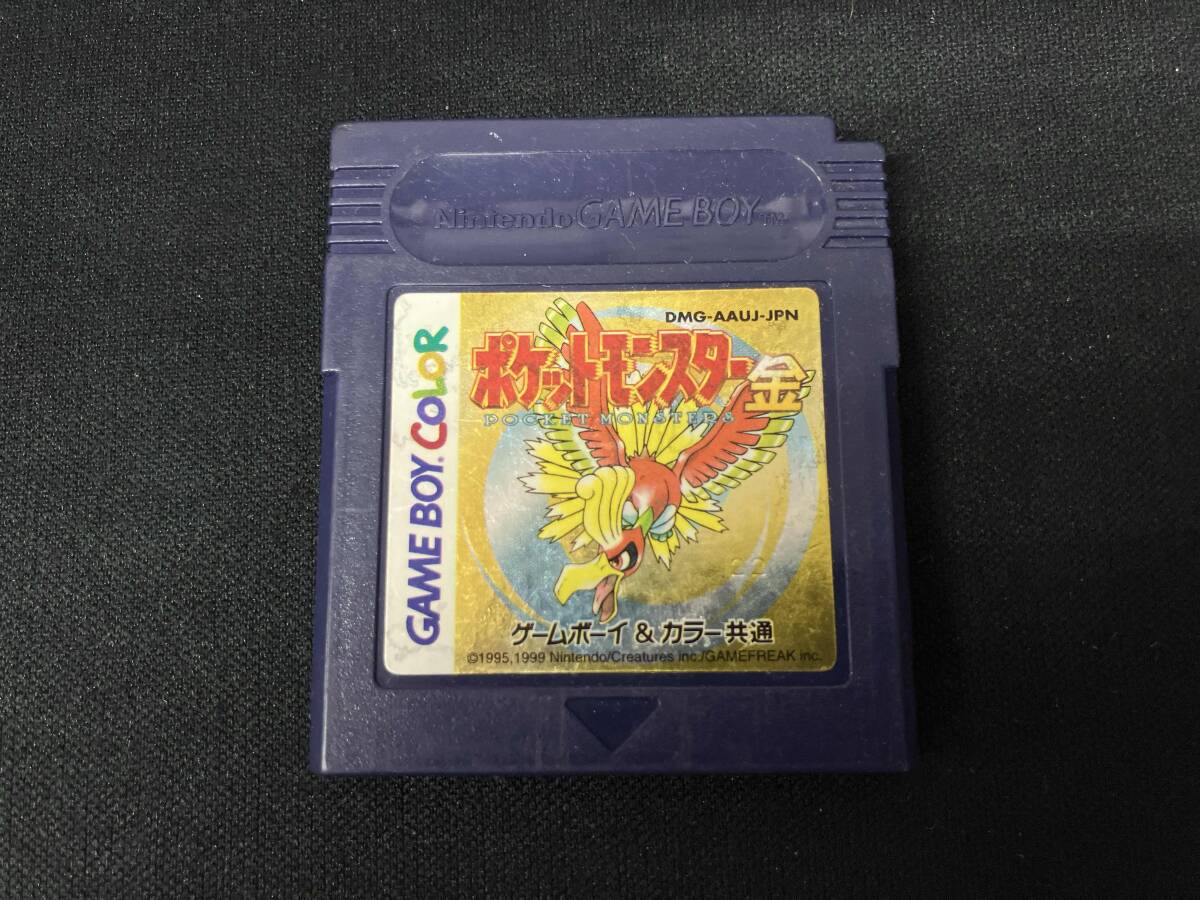 Nintendo GAME BOY™
GAME BOY COLOR
DMG-AAUJ-JPN
ポケットモンスター金
POCKET MONSTERS
22
ゲームボーイ & カラー共通
©1995,1999 Nintendo/Creatures inc./GAMEFREAK inc.